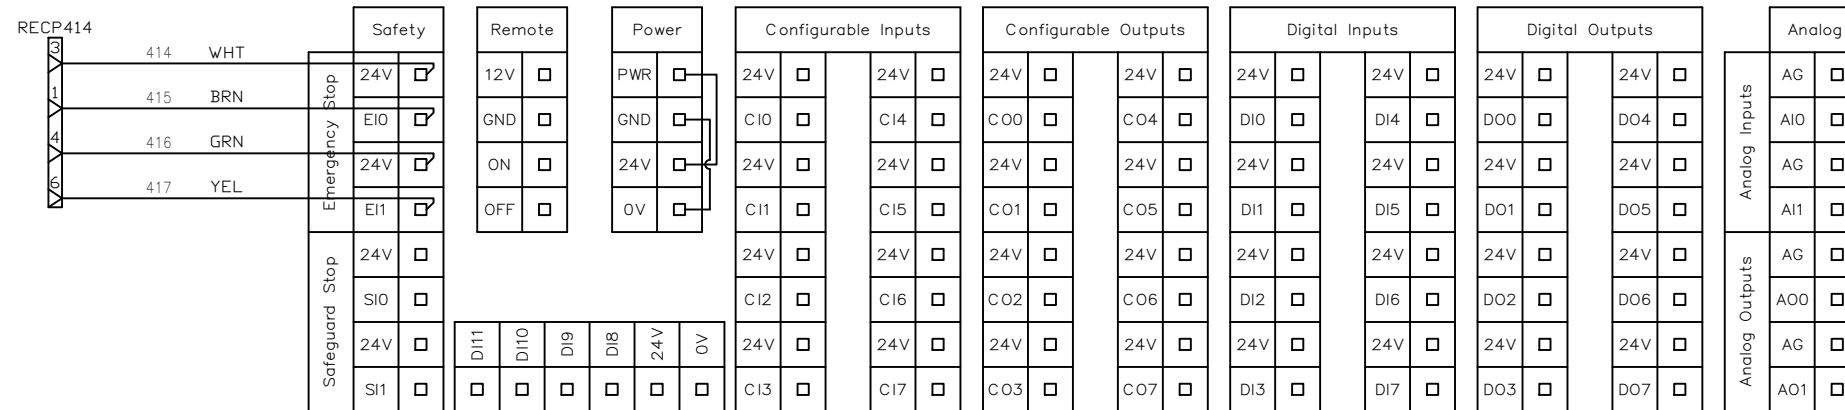 RECP414
Safety Remote Power Configurable Inputs Configurable Outputs Digital Inputs Digital Outputs Analog
3 414 WHT
24V 12V PWR 24V 24V 24V 24V 24V 24V 24V 24V AG
1 415 BRN
EI0 GND GND CI0 CI4 CO0 CO4 DI0 DI4 DO0 DO4 AI0
4 416 GRN
24V ON 24V 24V 24V 24V 24V 24V 24V 24V 24V AG
6 417 YEL
EI1 OFF 0V CI1 CI5 CO1 CO5 DI1 DI5 DO1 DO5 AI1
Emergency Stop
Analog Inputs
24V 24V 24V 24V 24V 24V 24V 24V 24V AG
SI0 CI2 CI6 CO2 CO6 DI2 DI6 DO2 DO6 AO0
24V DI11 DI10 DI9 DI8 24V 0V 24V 24V 24V 24V 24V 24V 24V 24V AG
SI1 CI3 CI7 CO3 CO7 DI3 DI7 DO3 DO7 AO1
Safeguard Stop
Analog Outputs